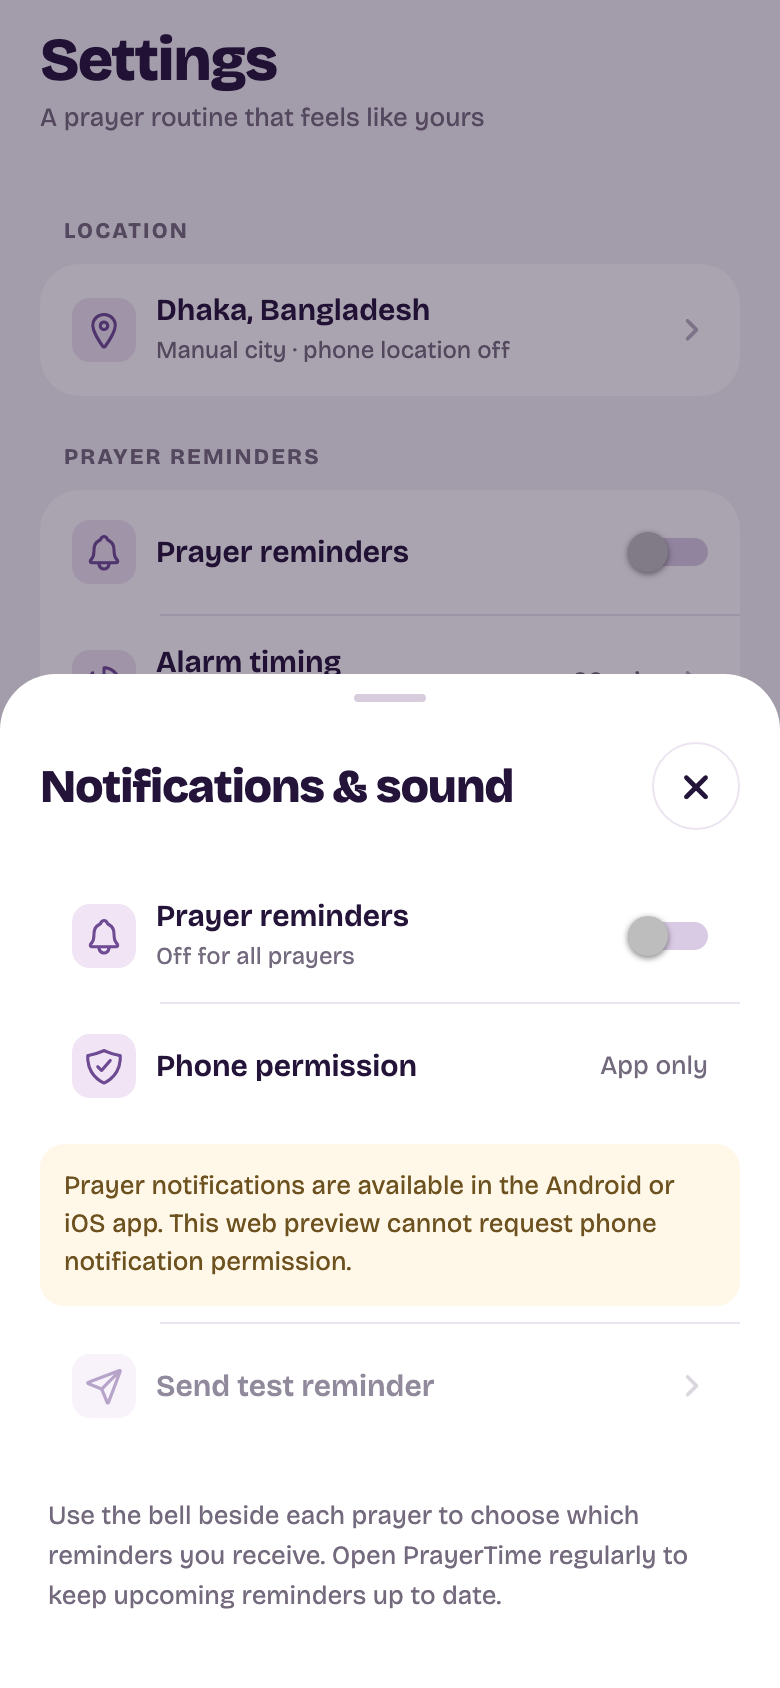 Settings
A prayer routine that feels like yours
LOCATION
Dhaka, Bangladesh
Manual city · phone location off
PRAYER REMINDERS
Prayer reminders
Alarm timing
Notifications & sound
Prayer reminders
Off for all prayers
Phone permission
App only
Prayer notifications are available in the Android or
iOS app. This web preview cannot request phone
notification permission.
Send test reminder
Use the bell beside each prayer to choose which
reminders you receive. Open PrayerTime regularly to
keep upcoming reminders up to date.